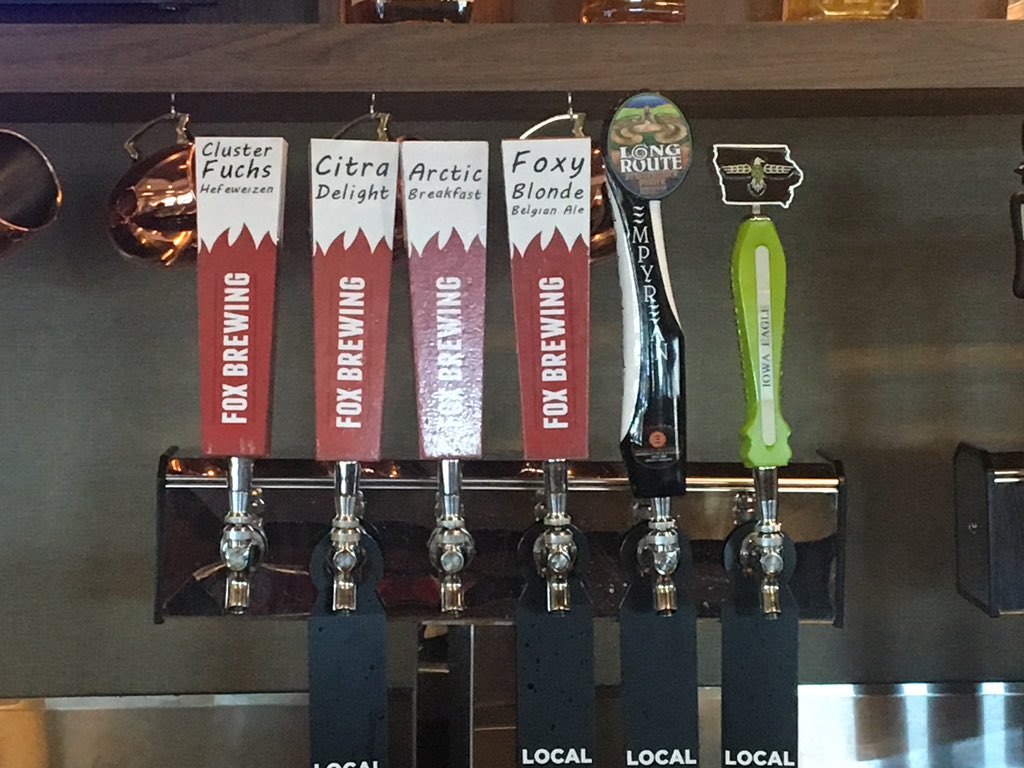 Cluster
Fuchs
Hefeweizen
FOX BREWING
Citra
Delight
FOX BREWING
Arctic
Breakfast
FOX BREWING
Foxy
Blonde
Belgian Ale
FOX BREWING
LONG
ROUTE
EMPYREAN
IOWA EAGLE
LOCAL
LOCAL
LOCAL
LOCAL